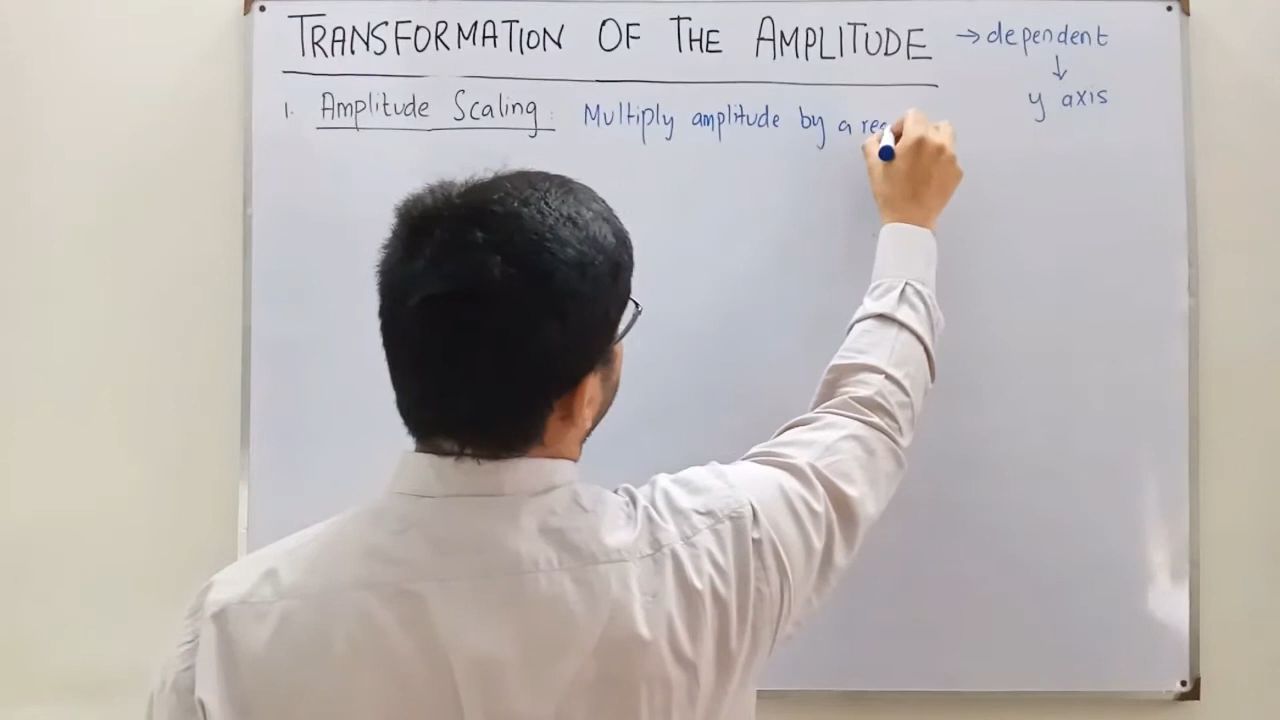 TRANSFORMATION OF THE AMPLITUDE → dependent
↓
y axis
1. Amplitude Scaling: Multiply amplitude by a